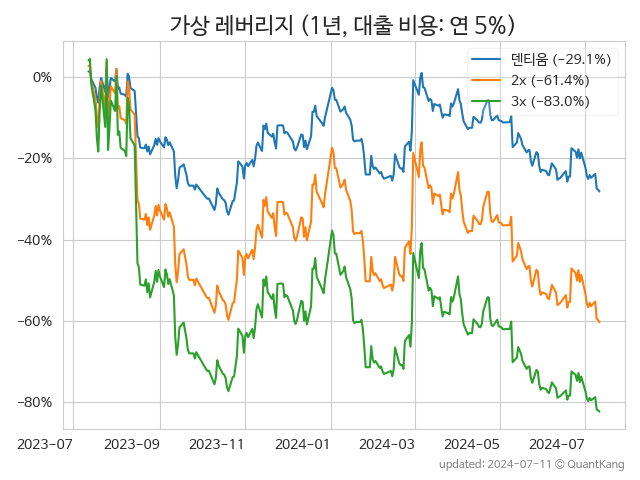 가상 레버리지 (1년, 대출 비용: 연 5%)
덴티움 (−29.1%)
2x (−61.4%)
3x (−83.0%)
0%
−20%
−40%
−60%
−80%
2023-07 2023-09 2023-11 2024-01 2024-03 2024-05 2024-07
updated: 2024-07-11 © QuantKang